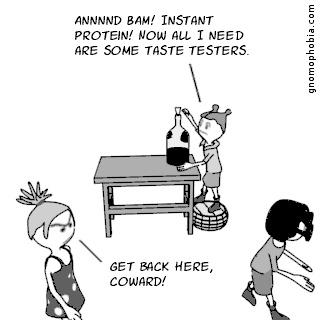 ANNNND BAM! INSTANT
PROTEIN! NOW ALL I NEED
ARE SOME TASTE TESTERS.
GET BACK HERE,
COWARD!
gnomophobia.com